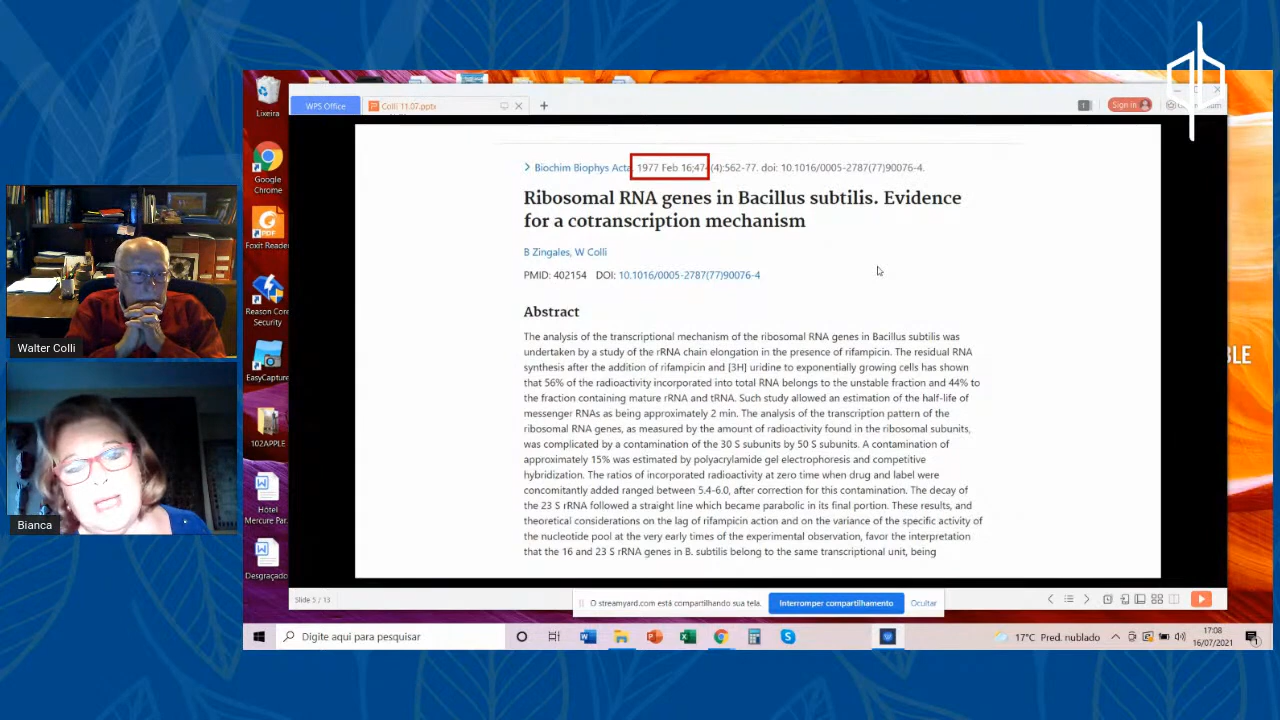 Lixeira
WPS Office
Colli 11.07.pptx
1
Sign in
Google
Chrome
Biochim Biophys Acta. 1977 Feb 16;47 (4):562-77. doi: 10.1016/0005-2787(77)90076-4.
Ribosomal RNA genes in Bacillus subtilis. Evidence
for a cotranscription mechanism
B Zingales, W Colli
PMID: 402154 DOI: 10.1016/0005-2787(77)90076-4
Abstract
The analysis of the transcriptional mechanism of the ribosomal RNA genes in Bacillus subtilis was
undertaken by a study of the rRNA chain elongation in the presence of rifampicin. The residual RNA
synthesis after the addition of rifampicin and [3H] uridine to exponentially growing cells has shown
that 56% of the radioactivity incorporated into total RNA belongs to the unstable fraction and 44% to
the fraction containing mature rRNA and tRNA. Such study allowed an estimation of the half-life of
messenger RNAs as being approximately 2 min. The analysis of the transcription pattern of the
ribosomal RNA genes, as measured by the amount of radioactivity found in the ribosomal subunits,
was complicated by a contamination of the 30 S subunits by 50 S subunits. A contamination of
approximately 15% was estimated by polyacrylamide gel electrophoresis and competitive
hybridization. The ratios of incorporated radioactivity at zero time when drug and label were
concomitantly added ranged between 5.4-6.0, after correction for this contamination. The decay of
the 23 S rRNA followed a straight line which became parabolic in its final portion. These results, and
theoretical considerations on the lag of rifampicin action and on the variance of the specific activity of
the nucleotide pool at the very early times of the experimental observation, favor the interpretation
that the 16 and 23 S rRNA genes in B. subtilis belong to the same transcriptional unit, being
Foxit Reader
Reason Core
Security
EasyCapture
102APPLE
Hotel
Mercure Par.
Desgraçado
Walter Colli
Bianca
BLE
Slide 5 / 13
O streamyard.com está compartilhando sua tela.
Interromper compartilhamento
Ocultar
Digite aqui para pesquisar
17°C Pred. nublado
17:08
16/07/2021